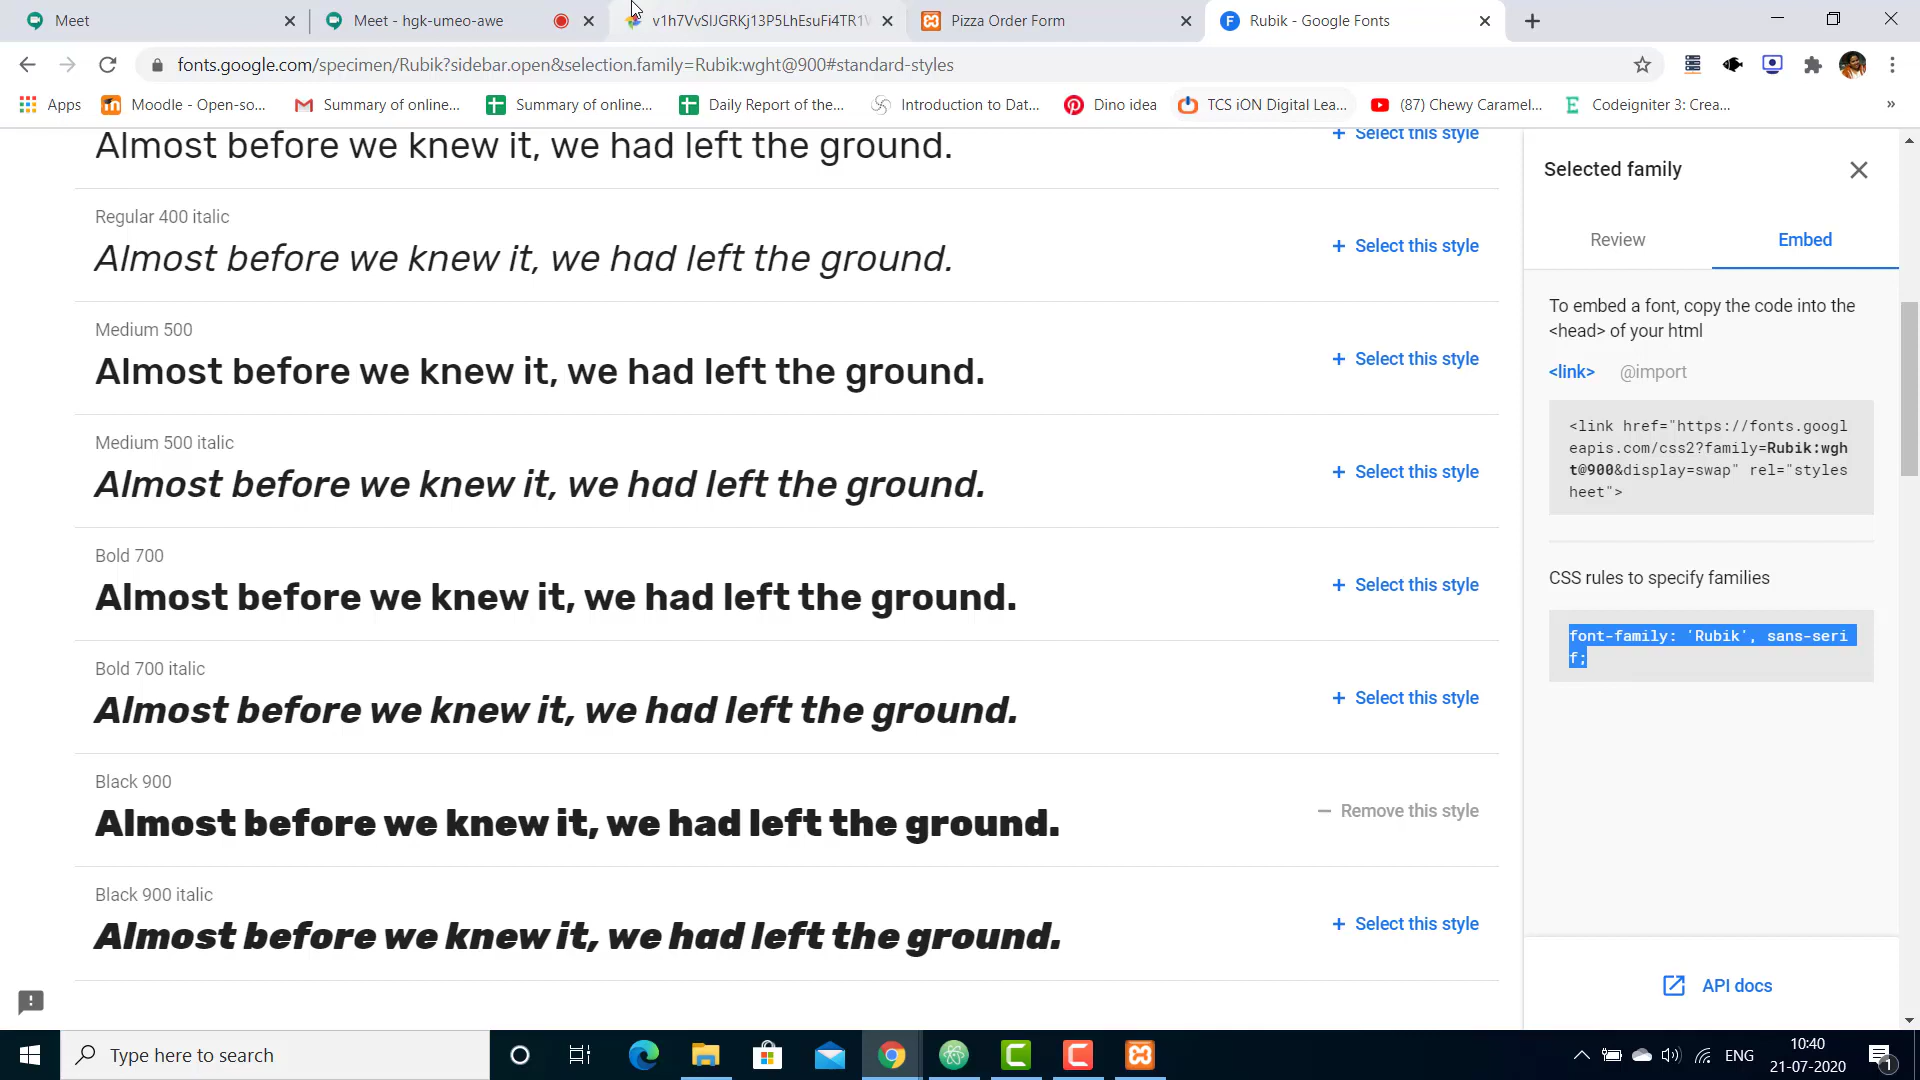 Meet
Meet - hgk-umeo-awe
v1h7VvSlJGRKj13P5LhEsuFi4TR1V
Pizza Order Form
Rubik - Google Fonts
fonts.google.com/specimen/Rubik?sidebar.open&selection.family=Rubik:wght@900#standard-styles
Apps
Moodle - Open-so...
Summary of online...
Summary of online...
Daily Report of the...
Introduction to Dat...
Dino idea
TCS iON Digital Lea...
(87) Chewy Caramel...
Codeigniter 3: Crea...
»
Almost before we knew it, we had left the ground.
+ Select this style
Regular 400 italic
Almost before we knew it, we had left the ground.
+ Select this style
Medium 500
Almost before we knew it, we had left the ground.
+ Select this style
Medium 500 italic
Almost before we knew it, we had left the ground.
+ Select this style
Bold 700
Almost before we knew it, we had left the ground.
+ Select this style
Bold 700 italic
Almost before we knew it, we had left the ground.
+ Select this style
Black 900
Almost before we knew it, we had left the ground.
— Remove this style
Black 900 italic
Almost before we knew it, we had left the ground.
+ Select this style
Selected family
Review
Embed
To embed a font, copy the code into the
<head> of your html
<link>
@import
<link href="https://fonts.googl
eapis.com/css2?family=Rubik:wgh
t@900&display=swap" rel="styles
heet">
CSS rules to specify families
font-family: 'Rubik', sans-seri
f;
API docs
Type here to search
ENG
10:40
21-07-2020
1